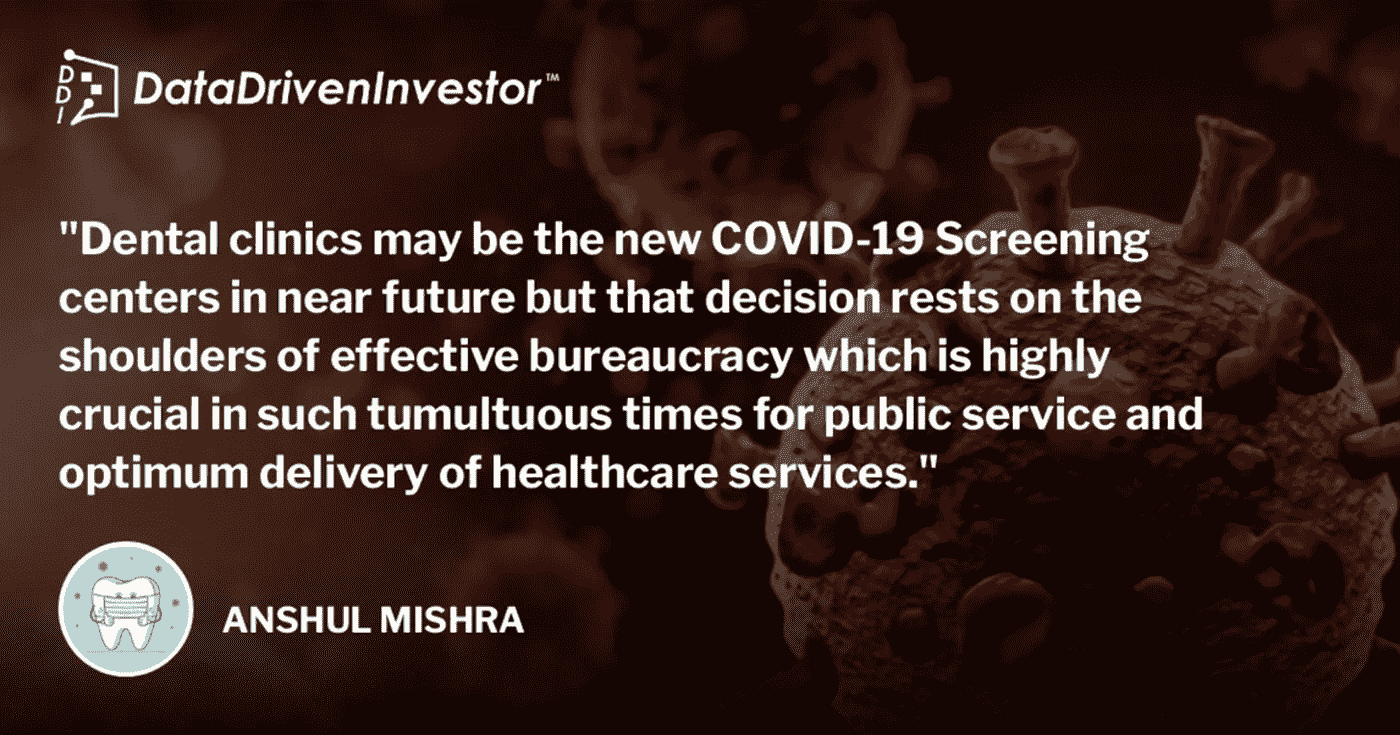 DDI DataDrivenInvestor™
"Dental clinics may be the new COVID-19 Screening
centers in near future but that decision rests on the
shoulders of effective bureaucracy which is highly
crucial in such tumultuous times for public service and
optimum delivery of healthcare services."
ANSHUL MISHRA